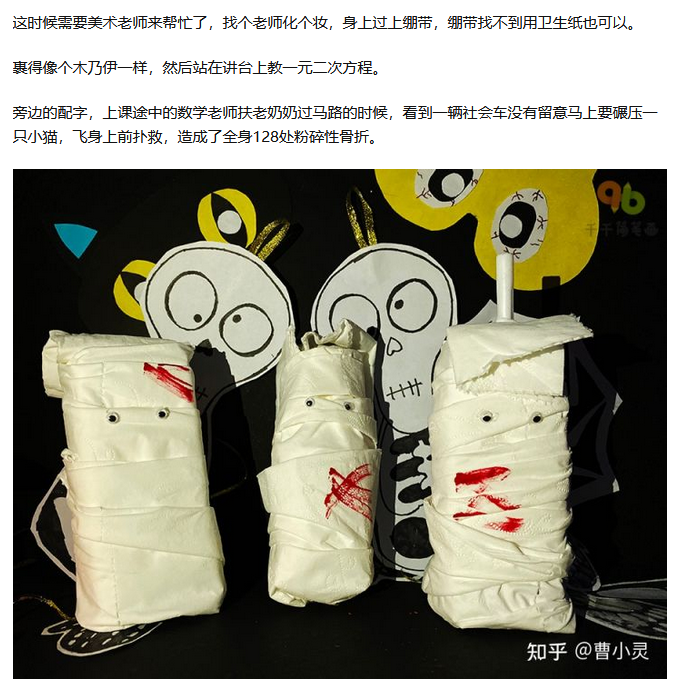 这时候需要美术老师来帮忙了，找个老师化个妆，身上过上绷带，绷带找不到用卫生纸也可以。
裹得像个木乃伊一样，然后站在讲台上教一元二次方程。
旁边的配字，上课途中的数学老师扶老奶奶过马路的时候，看到一辆社会车没有留意马上要碾压一
只小猫，飞身上前扑救，造成了全身128处粉碎性骨折。
知乎 @曹小灵